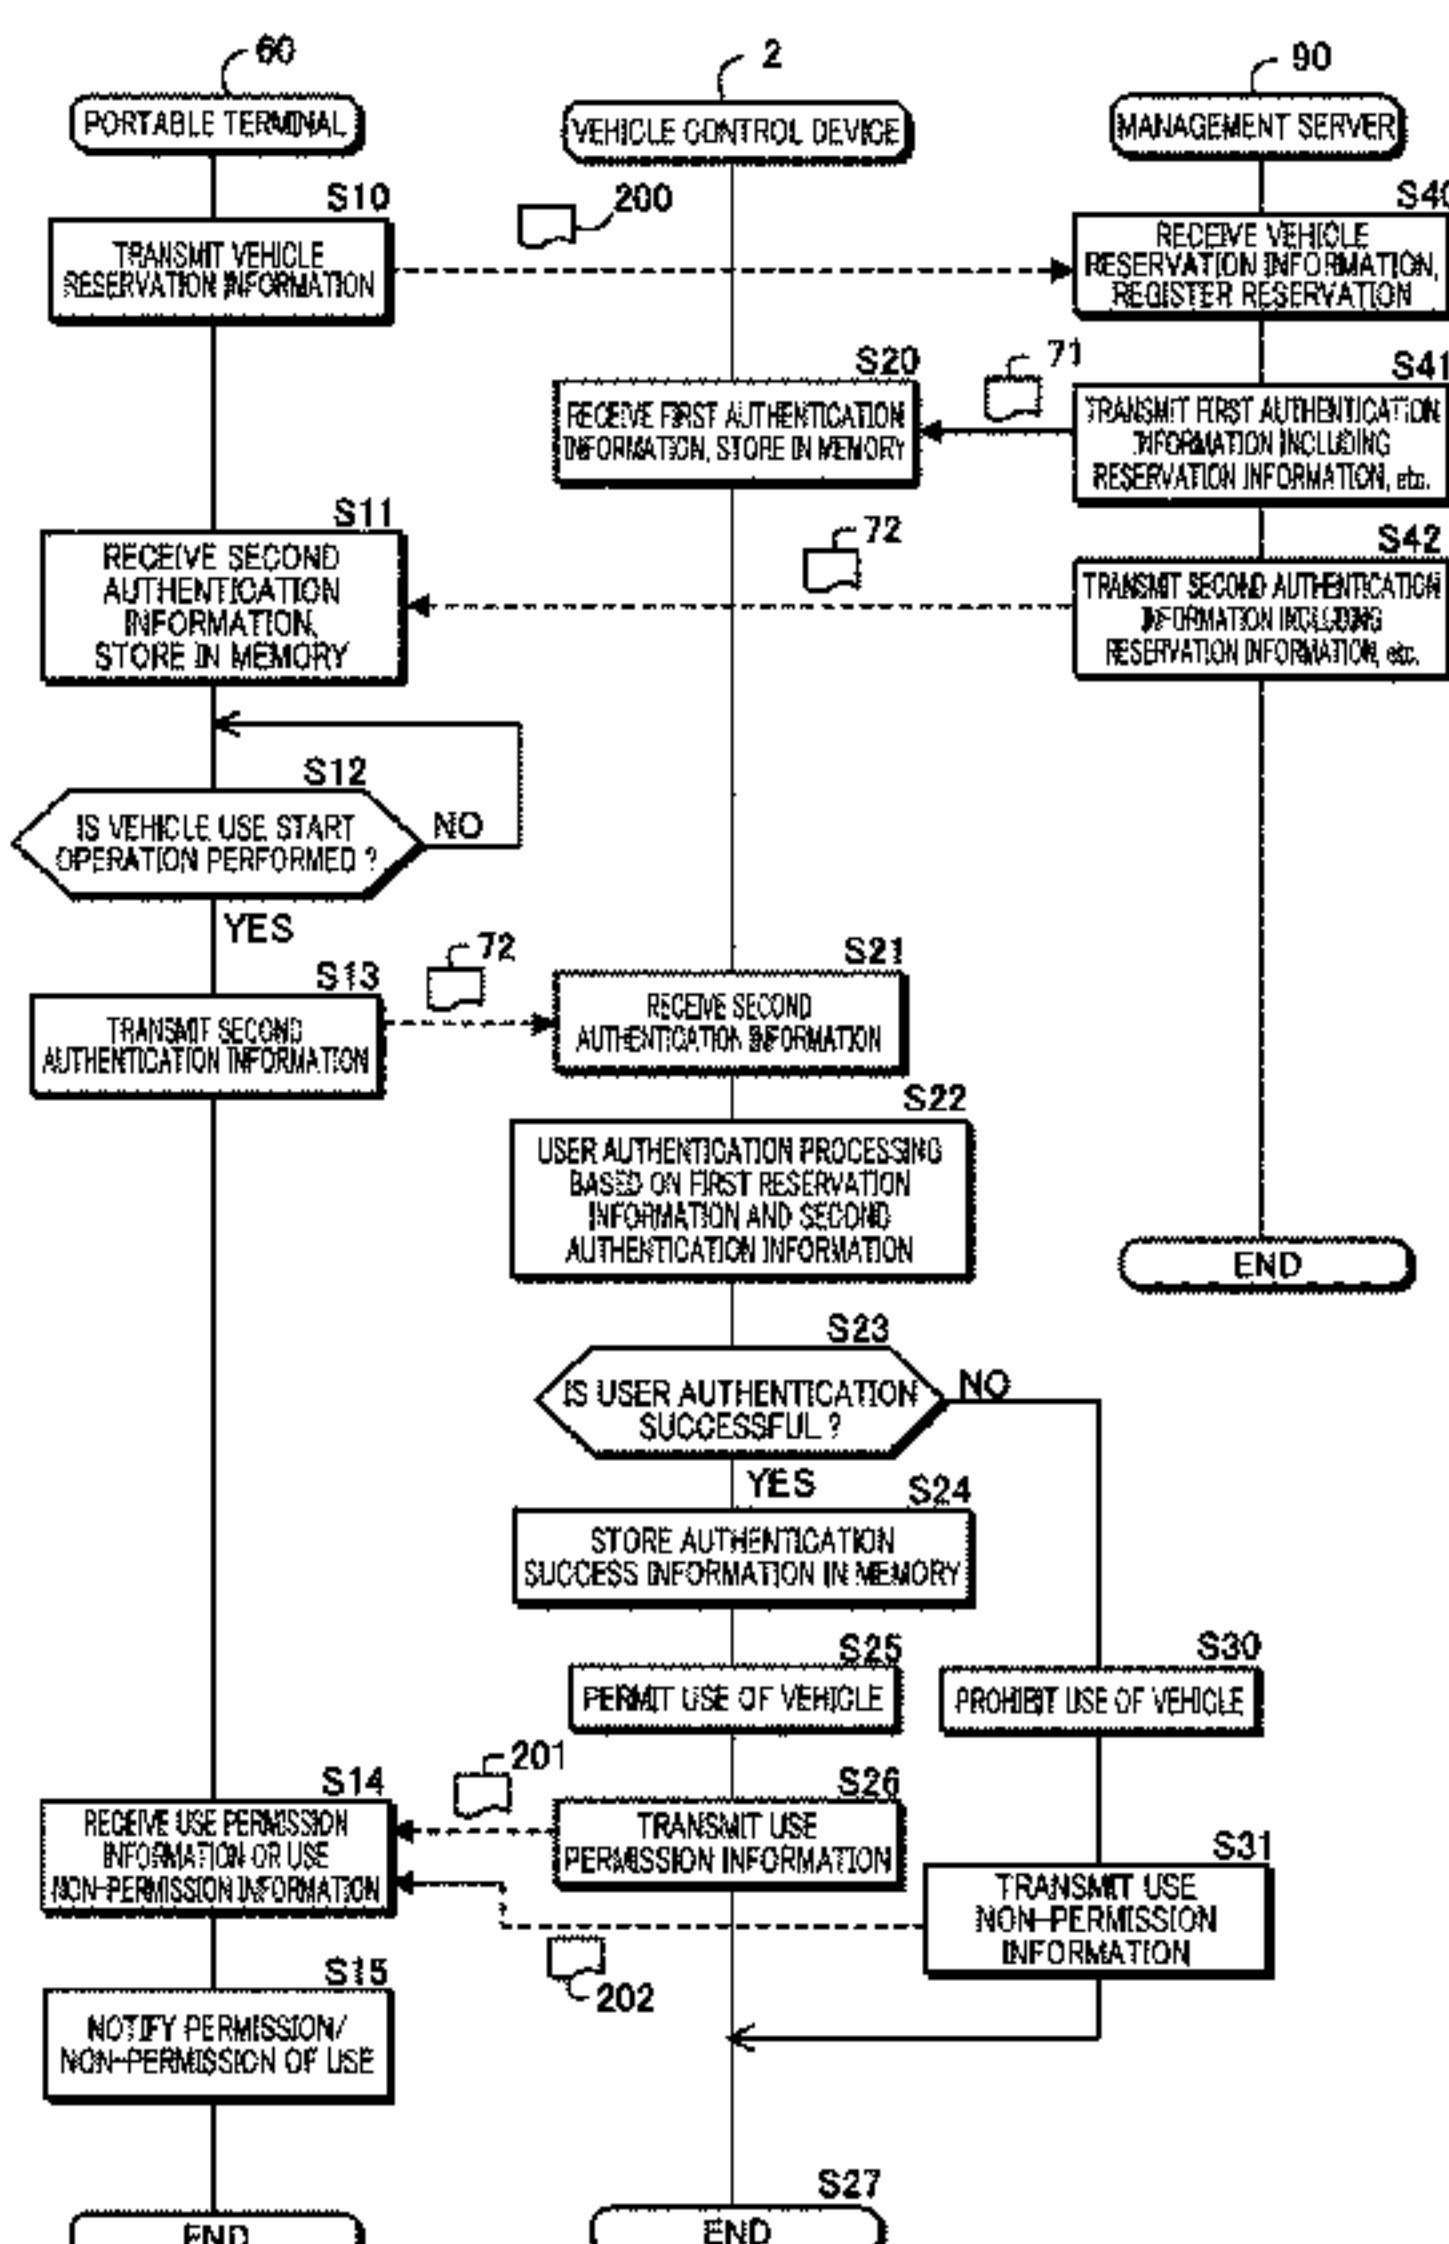 60
PORTABLE TERMINAL
2
VEHICLE CONTROL DEVICE
90
MANAGEMENT SERVER
S10
TRANSMIT VEHICLE
RESERVATION INFORMATION
200
S40
RECEIVE VEHICLE
RESERVATION INFORMATION,
REGISTER RESERVATION
S20
RECEIVE FIRST AUTHENTICATION
INFORMATION, STORE IN MEMORY
71
S41
TRANSMIT FIRST AUTHENTICATION
INFORMATION INCLUDING
RESERVATION INFORMATION, etc.
S11
RECEIVE SECOND
AUTHENTICATION
INFORMATION,
STORE IN MEMORY
72
S42
TRANSMIT SECOND AUTHENTICATION
INFORMATION INCLUDING
RESERVATION INFORMATION, etc.
S12
IS VEHICLE USE START
OPERATION PERFORMED ?
NO
YES
S13
TRANSMIT SECOND
AUTHENTICATION INFORMATION
72
S21
RECEIVE SECOND
AUTHENTICATION INFORMATION
S22
USER AUTHENTICATION PROCESSING
BASED ON FIRST RESERVATION
INFORMATION AND SECOND
AUTHENTICATION INFORMATION
END
S23
IS USER AUTHENTICATION
SUCCESSFUL ?
NO
YES
S24
STORE AUTHENTICATION
SUCCESS INFORMATION IN MEMORY
S25
PERMIT USE OF VEHICLE
S30
PROHIBIT USE OF VEHICLE
S14
RECEIVE USE PERMISSION
INFORMATION OR USE
NON-PERMISSION INFORMATION
201
S26
TRANSMIT USE
PERMISSION INFORMATION
S31
TRANSMIT USE
NON-PERMISSION
INFORMATION
202
S15
NOTIFY PERMISSION/
NON-PERMISSION OF USE
S27
END
END